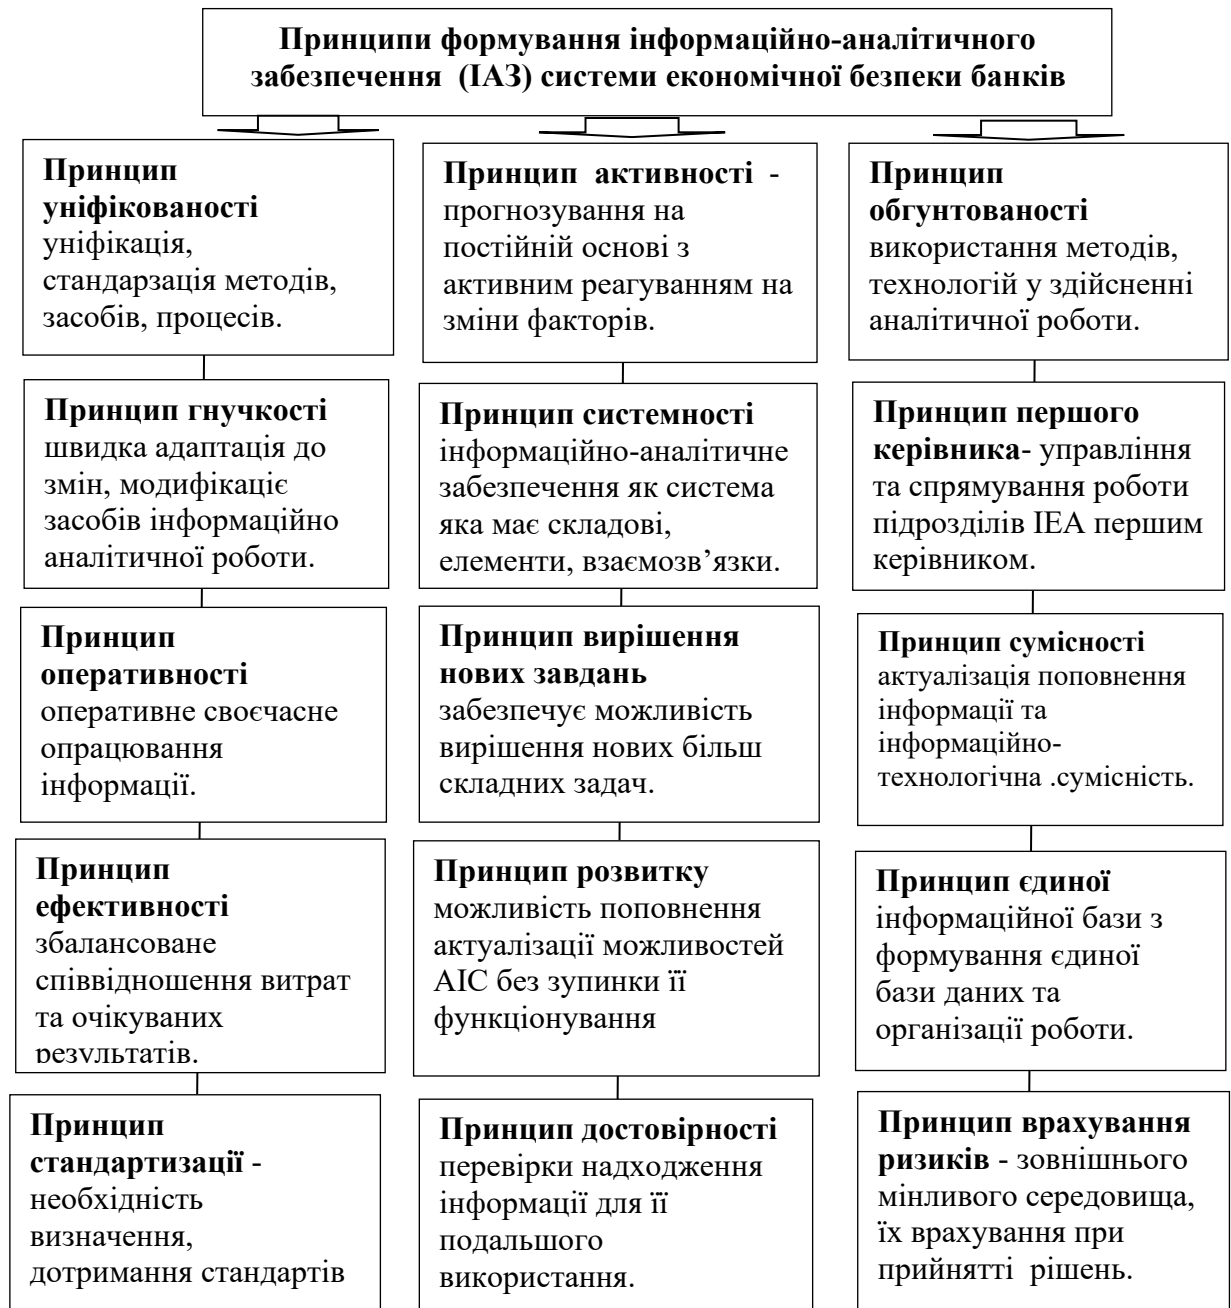 Принципи формування інформаційно-аналітичного
забезпечення (ІАЗ) системи економічної безпеки банків
Принцип
уніфікованості
уніфікація,
стандарзація методів,
засобів, процесів.
Принцип активності -
прогнозування на
постійній основі з
активним реагуванням на
зміни факторів.
Принцип
обгунтованості
використання методів,
технологій у здійсненні
аналітичної роботи.
Принцип гнучкості
швидка адаптація до
змін, модифікаціє
засобів інформаційно
аналітичної роботи.
Принцип системності
інформаційно-аналітичне
забезпечення як система
яка має складові,
елементи, взаємозв’язки.
Принцип першого
керівника- управління
та спрямування роботи
підрозділів ІЕА першим
керівником.
Принцип
оперативності
оперативне своєчасне
опрацювання
інформації.
Принцип вирішення
нових завдань
забезпечує можливість
вирішення нових більш
складних задач.
Принцип сумісності
актуалізація поповнення
інформації та
інформаційно-
технологічна .сумісність.
Принцип
ефективності
збалансоване
співвідношення витрат
та очікуваних
результатів.
Принцип розвитку
можливість поповнення
актуалізації можливостей
АІС без зупинки її
функціонування
Принцип єдиної
інформаційної бази з
формування єдиної
бази даних та
організації роботи.
Принцип
стандартизації -
необхідність
визначення,
дотримання стандартів
Принцип достовірності
перевірки надходження
інформації для її
подальшого
використання.
Принцип врахування
ризиків - зовнішнього
мінливого середовища,
їх врахування при
прийнятті рішень.